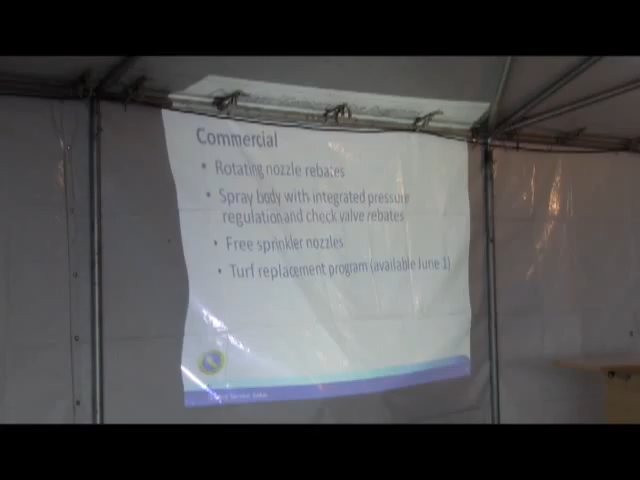 Commercial
• Rotating nozzle rebates
• Spray body with integrated pressure
regulation and check valve rebates
• Free sprinkler nozzles
• Turf replacement program (available June 1)